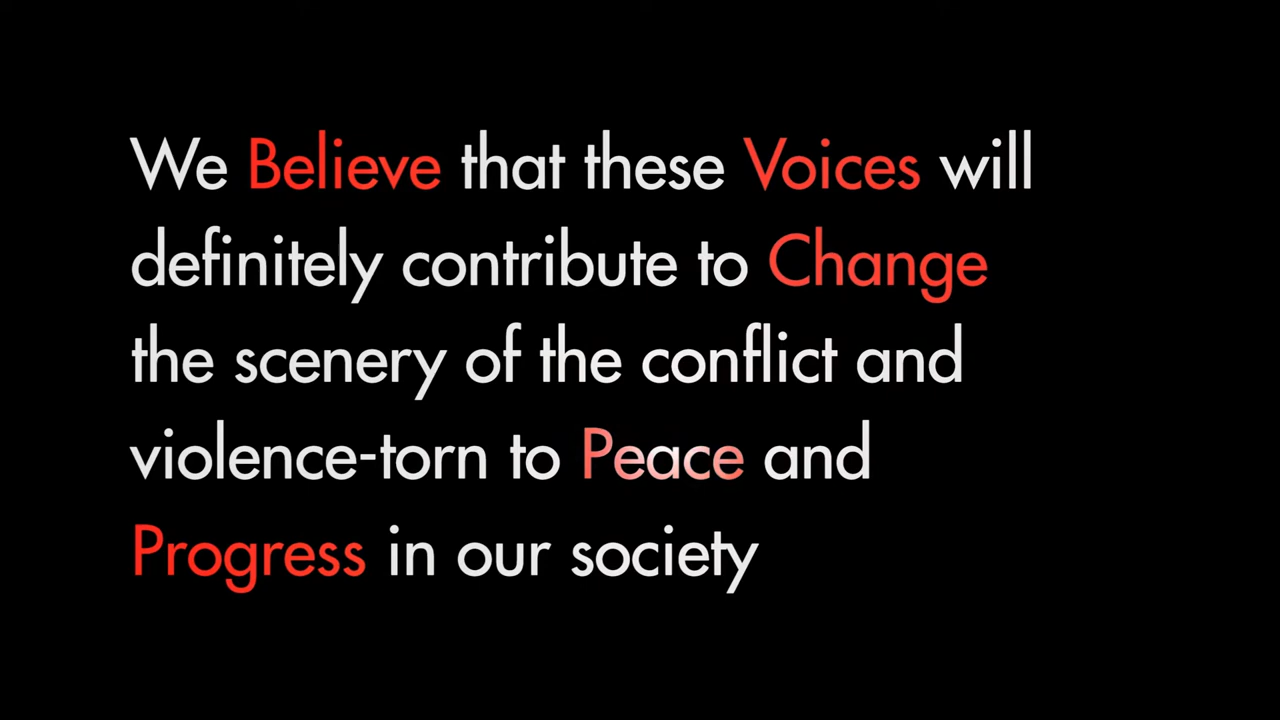 We Believe that these Voices will
definitely contribute to Change
the scenery of the conflict and
violence-torn to Peace and
Progress in our society